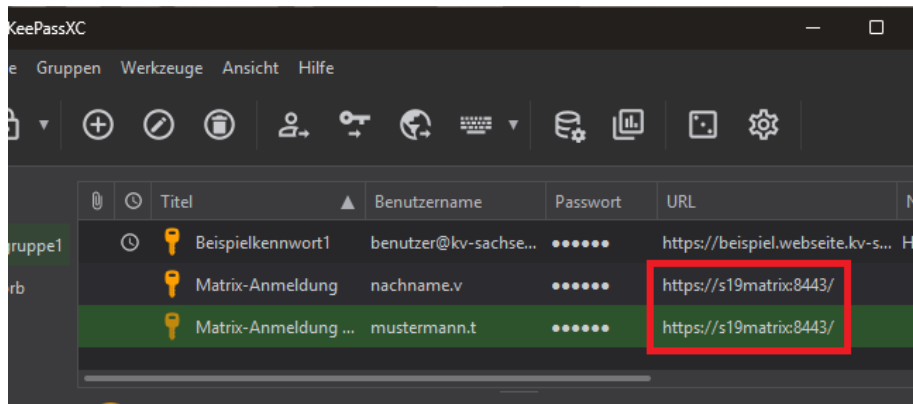 KeePassXC
e Gruppen Werkzeuge Ansicht Hilfe
Titel Benutzername Passwort URL N
gruppe1 Beispielkennwort1 benutzer@kv-sachse... ●●●●●● https://beispiel.webseite.kv-s... H
rb Matrix-Anmeldung nachname.v ●●●●●● https://s19matrix:8443/
Matrix-Anmeldung ... mustermann.t ●●●●●● https://s19matrix:8443/